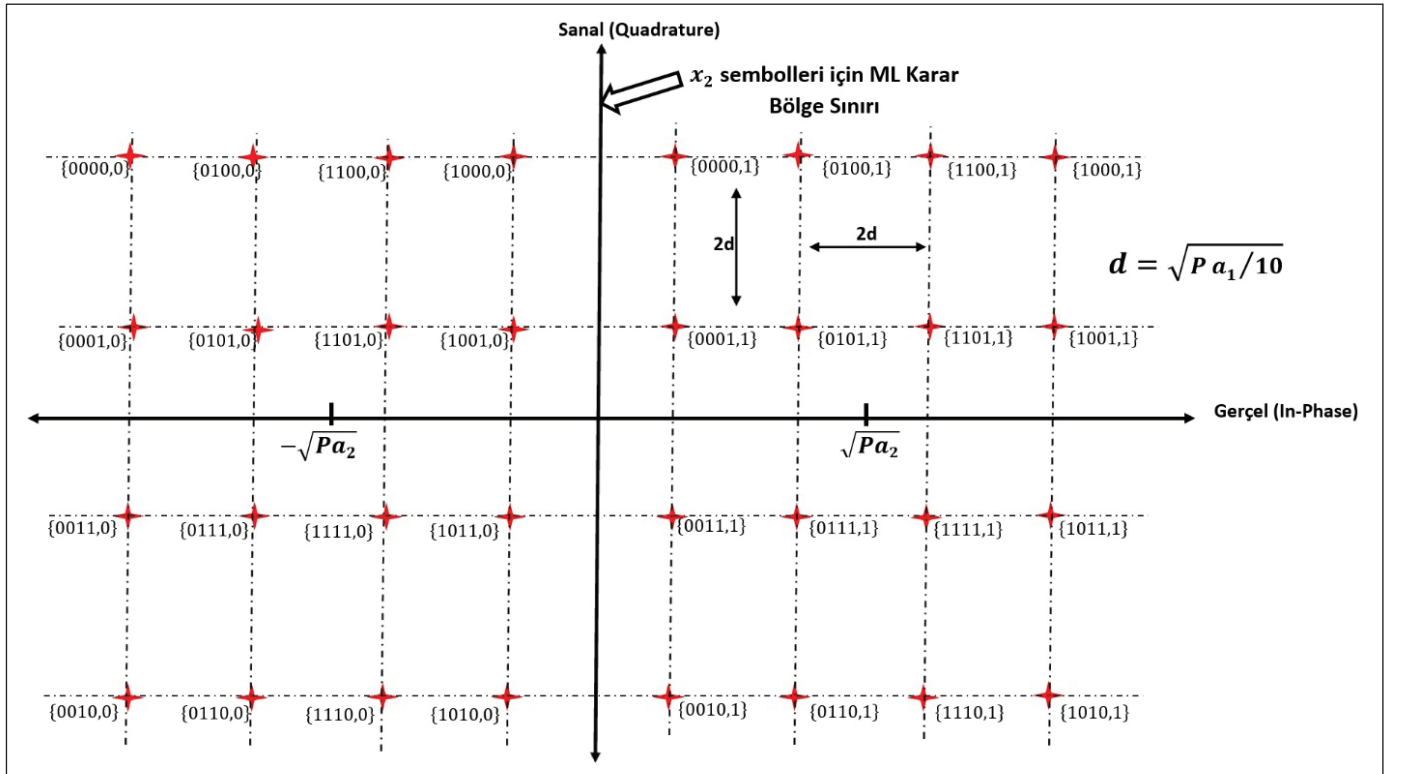 Sanal (Quadrature)
x₂ sembolleri için ML Karar
Bölge Sınırı
{0000,0} {0100,0} {1100,0} {1000,0} {0000,1} {0100,1} {1100,1} {1000,1}
2d 2d
d = √(P a₁/10)
{0001,0} {0101,0} {1101,0} {1001,0} {0001,1} {0101,1} {1101,1} {1001,1}
Gerçel (In-Phase)
−√(Pa₂) √(Pa₂)
{0011,0} {0111,0} {1111,0} {1011,0} {0011,1} {0111,1} {1111,1} {1011,1}
{0010,0} {0110,0} {1110,0} {1010,0} {0010,1} {0110,1} {1110,1} {1010,1}